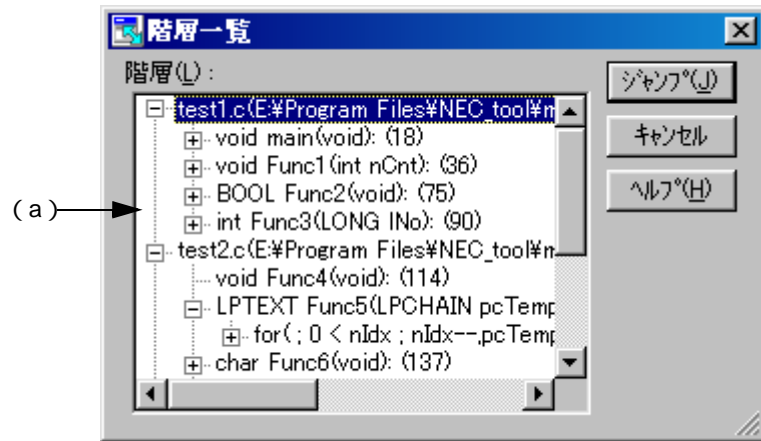 階層一覧
階層(L):
ジャンプ(J)
test1.c(E:¥Program Files¥NEC_tool¥m
void main(void): (18)
キャンセル
void Func1(int nCnt): (36)
ヘルプ(H)
BOOL Func2(void): (75)
(a)
int Func3(LONG lNo): (90)
test2.c(E:¥Program Files¥NEC_tool¥m
void Func4(void): (114)
LPTEXT Func5(LPCHAIN pcTemp
for( ; 0 < nIdx ; nIdx--,pcTemp
char Func6(void): (137)